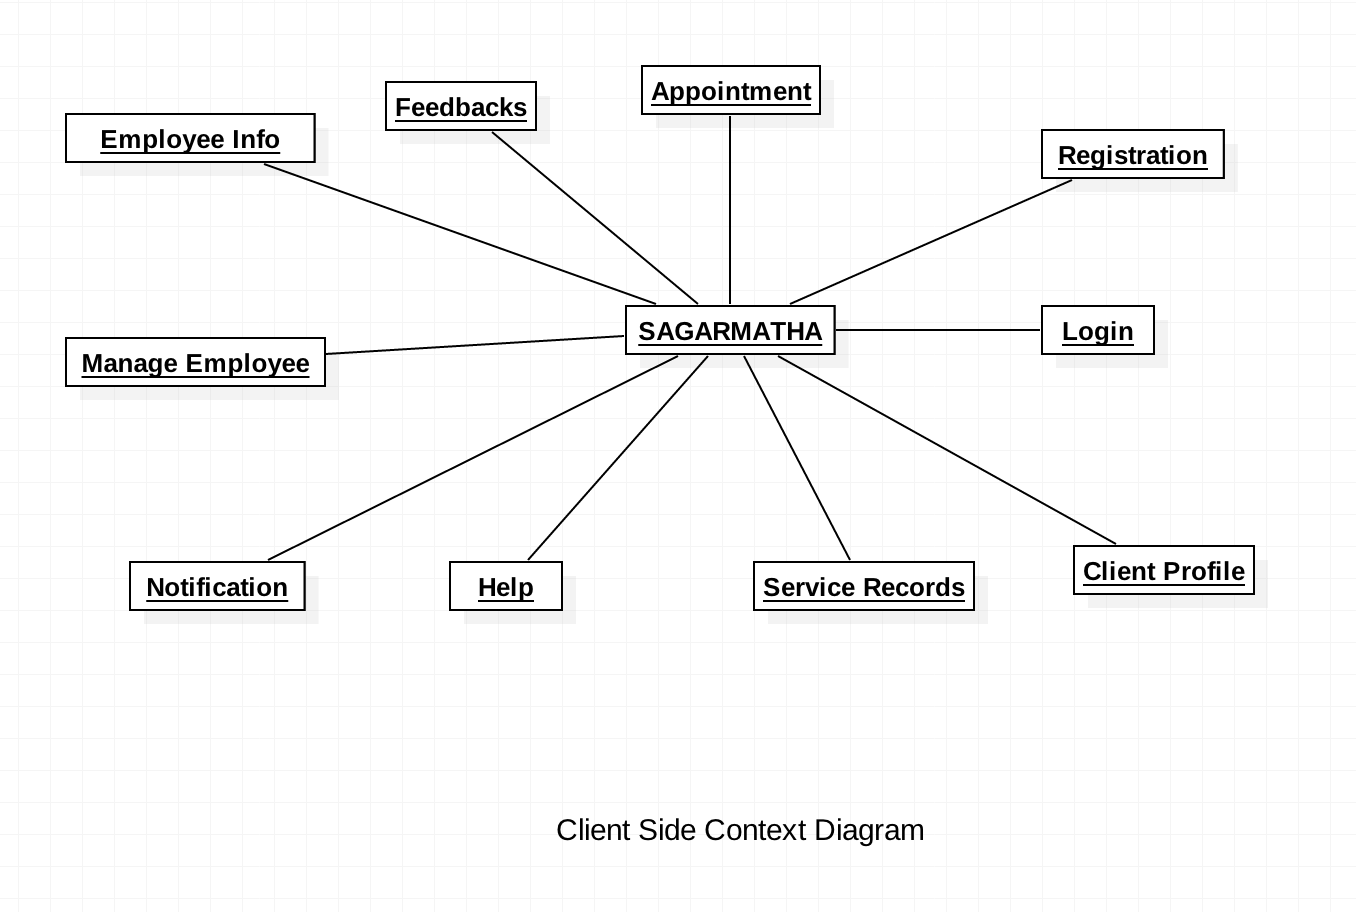 Appointment
Feedbacks
Employee Info
Registration
SAGARMATHA
Login
Manage Employee
Notification
Help
Service Records
Client Profile
Client Side Context Diagram